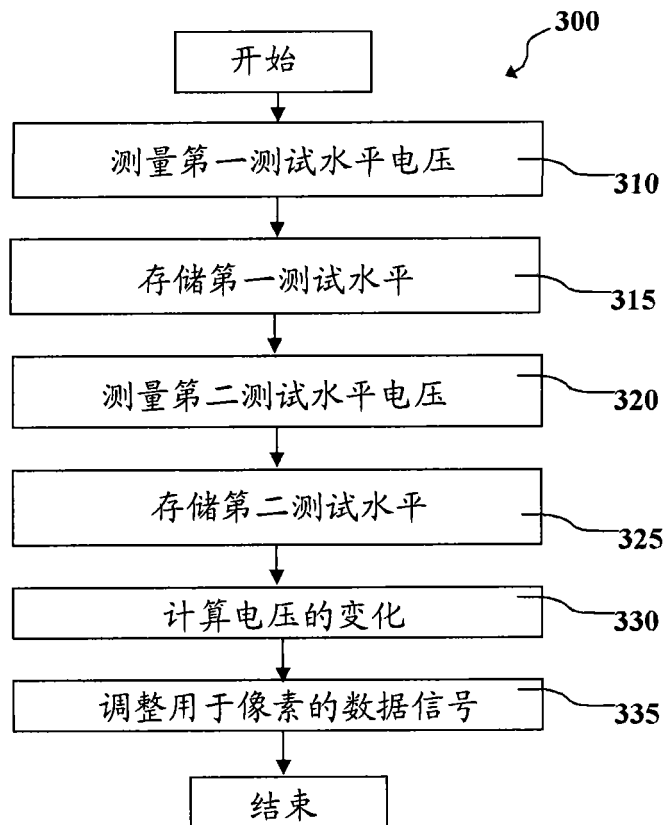 300
开始
测量第一测试水平电压
310
存储第一测试水平
315
测量第二测试水平电压
320
存储第二测试水平
325
计算电压的变化
330
调整用于像素的数据信号
335
结束